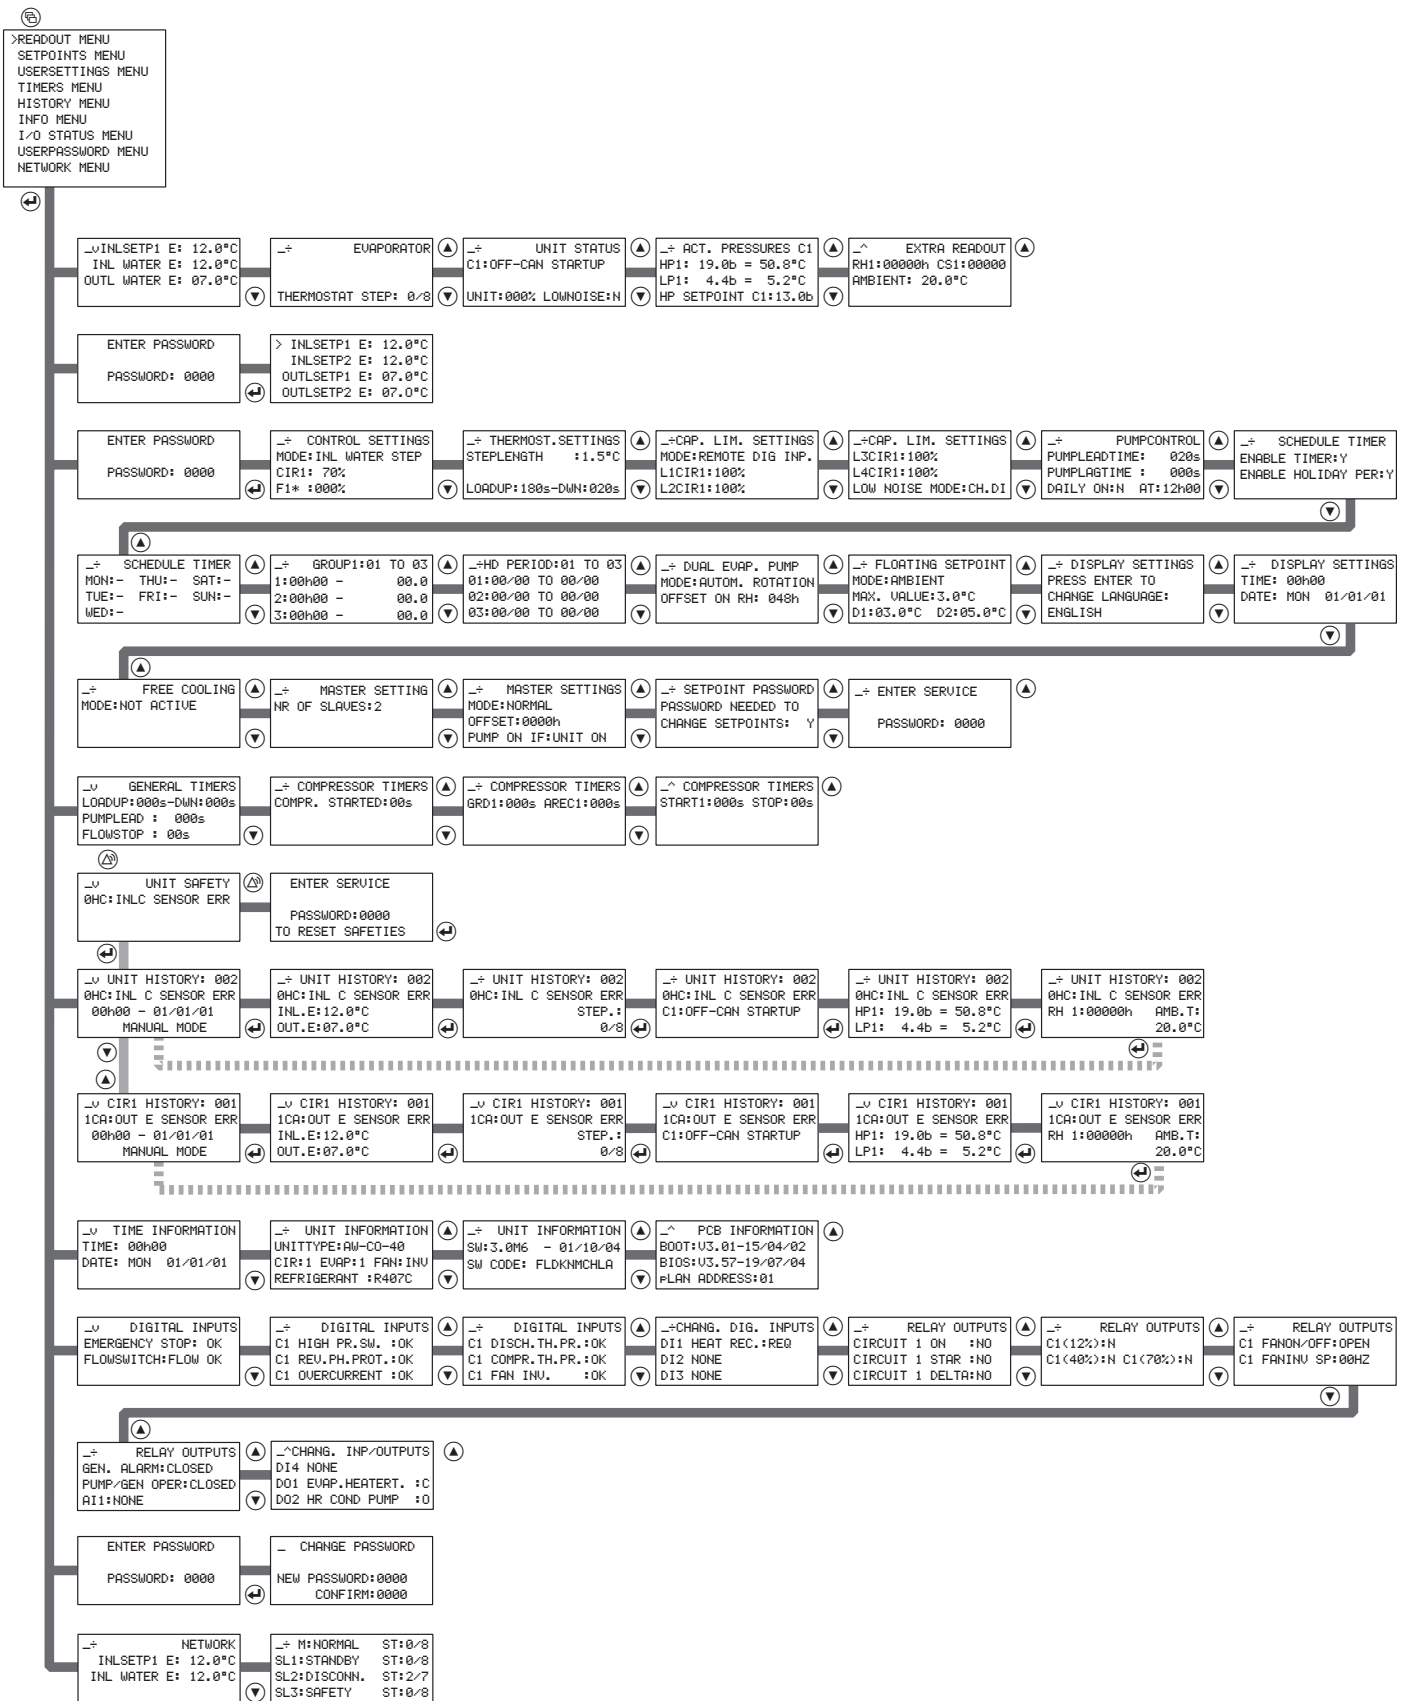 >READOUT MENU
SETPOINTS MENU
USERSETTINGS MENU
TIMERS MENU
HISTORY MENU
INFO MENU
I/O STATUS MENU
USERPASSWORD MENU
NETWORK MENU
_vINLSETP1 E: 12.0°C
INL WATER E: 12.0°C
OUTL WATER E: 07.0°C
_÷ EVAPORATOR
THERMOSTAT STEP: 0/8
_÷ UNIT STATUS
C1:OFF-CAN STARTUP
UNIT:000% LOWNOISE:N
_÷ ACT. PRESSURES C1
HP1: 19.0b = 50.8°C
LP1: 4.4b = 5.2°C
HP SETPOINT C1:13.0b
_^ EXTRA READOUT
RH1:00000h CS1:00000
AMBIENT: 20.0°C
ENTER PASSWORD
PASSWORD: 0000
> INLSETP1 E: 12.0°C
INLSETP2 E: 12.0°C
OUTLSETP1 E: 07.0°C
OUTLSETP2 E: 07.0°C
ENTER PASSWORD
PASSWORD: 0000
_÷ CONTROL SETTINGS
MODE:INL WATER STEP
CIR1: 70%
F1* :000%
_÷ THERMOST.SETTINGS
STEPLENGTH :1.5°C
LOADUP:180s-DWN:020s
_÷CAP. LIM. SETTINGS
MODE:REMOTE DIG INP.
L1CIR1:100%
L2CIR1:100%
_÷CAP. LIM. SETTINGS
L3CIR1:100%
L4CIR1:100%
LOW NOISE MODE:CH.DI
_÷ PUMPCONTROL
PUMPLEADTIME: 020s
PUMPLAGTIME : 000s
DAILY ON:N AT:12h00
_÷ SCHEDULE TIMER
ENABLE TIMER:Y
ENABLE HOLIDAY PER:Y
_÷ SCHEDULE TIMER
MON:- THU:- SAT:-
TUE:- FRI:- SUN:-
WED:-
_÷ GROUP1:01 TO 03
1:00h00 - 00.0
2:00h00 - 00.0
3:00h00 - 00.0
_÷HD PERIOD:01 TO 03
01:00/00 TO 00/00
02:00/00 TO 00/00
03:00/00 TO 00/00
_÷ DUAL EVAP. PUMP
MODE:AUTOM. ROTATION
OFFSET ON RH: 048h
_÷ FLOATING SETPOINT
MODE:AMBIENT
MAX. VALUE:3.0°C
D1:03.0°C D2:05.0°C
_÷ DISPLAY SETTINGS
PRESS ENTER TO
CHANGE LANGUAGE:
ENGLISH
_÷ DISPLAY SETTINGS
TIME: 00h00
DATE: MON 01/01/01
_÷ FREE COOLING
MODE:NOT ACTIVE
_÷ MASTER SETTING
NR OF SLAVES:2
_÷ MASTER SETTINGS
MODE:NORMAL
OFFSET:0000h
PUMP ON IF:UNIT ON
_÷ SETPOINT PASSWORD
PASSWORD NEEDED TO
CHANGE SETPOINTS: Y
_÷ ENTER SERVICE
PASSWORD: 0000
_v GENERAL TIMERS
LOADUP:000s-DWN:000s
PUMPLEAD : 000s
FLOWSTOP : 00s
_÷ COMPRESSOR TIMERS
COMPR. STARTED:00s
_÷ COMPRESSOR TIMERS
GRD1:000s AREC1:000s
_^ COMPRESSOR TIMERS
START1:000s STOP:00s
_v UNIT SAFETY
0HC:INLC SENSOR ERR
ENTER SERVICE
PASSWORD:0000
TO RESET SAFETIES
_v UNIT HISTORY: 002
0HC:INL C SENSOR ERR
00h00 - 01/01/01
MANUAL MODE
_÷ UNIT HISTORY: 002
0HC:INL C SENSOR ERR
INL.E:12.0°C
OUT.E:07.0°C
_÷ UNIT HISTORY: 002
0HC:INL C SENSOR ERR
STEP.:
0/8
_÷ UNIT HISTORY: 002
0HC:INL C SENSOR ERR
C1:OFF-CAN STARTUP
_÷ UNIT HISTORY: 002
0HC:INL C SENSOR ERR
HP1: 19.0b = 50.8°C
LP1: 4.4b = 5.2°C
_÷ UNIT HISTORY: 002
0HC:INL C SENSOR ERR
RH 1:00000h AMB.T:
20.0°C
_v CIR1 HISTORY: 001
1CA:OUT E SENSOR ERR
00h00 - 01/01/01
MANUAL MODE
_v CIR1 HISTORY: 001
1CA:OUT E SENSOR ERR
INL.E:12.0°C
OUT.E:07.0°C
_v CIR1 HISTORY: 001
1CA:OUT E SENSOR ERR
STEP.:
0/8
_v CIR1 HISTORY: 001
1CA:OUT E SENSOR ERR
C1:OFF-CAN STARTUP
_v CIR1 HISTORY: 001
1CA:OUT E SENSOR ERR
HP1: 19.0b = 50.8°C
LP1: 4.4b = 5.2°C
_v CIR1 HISTORY: 001
1CA:OUT E SENSOR ERR
RH 1:00000h AMB.T:
20.0°C
_v TIME INFORMATION
TIME: 00h00
DATE: MON 01/01/01
_÷ UNIT INFORMATION
UNITTYPE:AW-CO-40
CIR:1 EVAP:1 FAN:INV
REFRIGERANT :R407C
_÷ UNIT INFORMATION
SW:3.0M6 - 01/10/04
SW CODE: FLDKNMCHLA
_^ PCB INFORMATION
BOOT:V3.01-15/04/02
BIOS:V3.57-19/07/04
pLAN ADDRESS:01
_v DIGITAL INPUTS
EMERGENCY STOP: OK
FLOWSWITCH:FLOW OK
_÷ DIGITAL INPUTS
C1 HIGH PR.SW. :OK
C1 REV.PH.PROT.:OK
C1 OVERCURRENT :OK
_÷ DIGITAL INPUTS
C1 DISCH.TH.PR.:OK
C1 COMPR.TH.PR.:OK
C1 FAN INV. :OK
_÷CHANG. DIG. INPUTS
DI1 HEAT REC.:REQ
DI2 NONE
DI3 NONE
_÷ RELAY OUTPUTS
CIRCUIT 1 ON :NO
CIRCUIT 1 STAR :NO
CIRCUIT 1 DELTA:NO
_÷ RELAY OUTPUTS
C1(12%):N
C1(40%):N C1(70%):N
_÷ RELAY OUTPUTS
C1 FANON/OFF:OPEN
C1 FANINV SP:00HZ
_÷ RELAY OUTPUTS
GEN. ALARM:CLOSED
PUMP/GEN OPER:CLOSED
AI1:NONE
_^CHANG. INP/OUTPUTS
DI4 NONE
DO1 EVAP.HEATERT. :C
DO2 HR COND PUMP :O
ENTER PASSWORD
PASSWORD: 0000
_ CHANGE PASSWORD
NEW PASSWORD:0000
CONFIRM:0000
_÷ NETWORK
INLSETP1 E: 12.0°C
INL WATER E: 12.0°C
_÷ M:NORMAL ST:0/8
SL1:STANDBY ST:0/8
SL2:DISCONN. ST:2/7
SL3:SAFETY ST:0/8